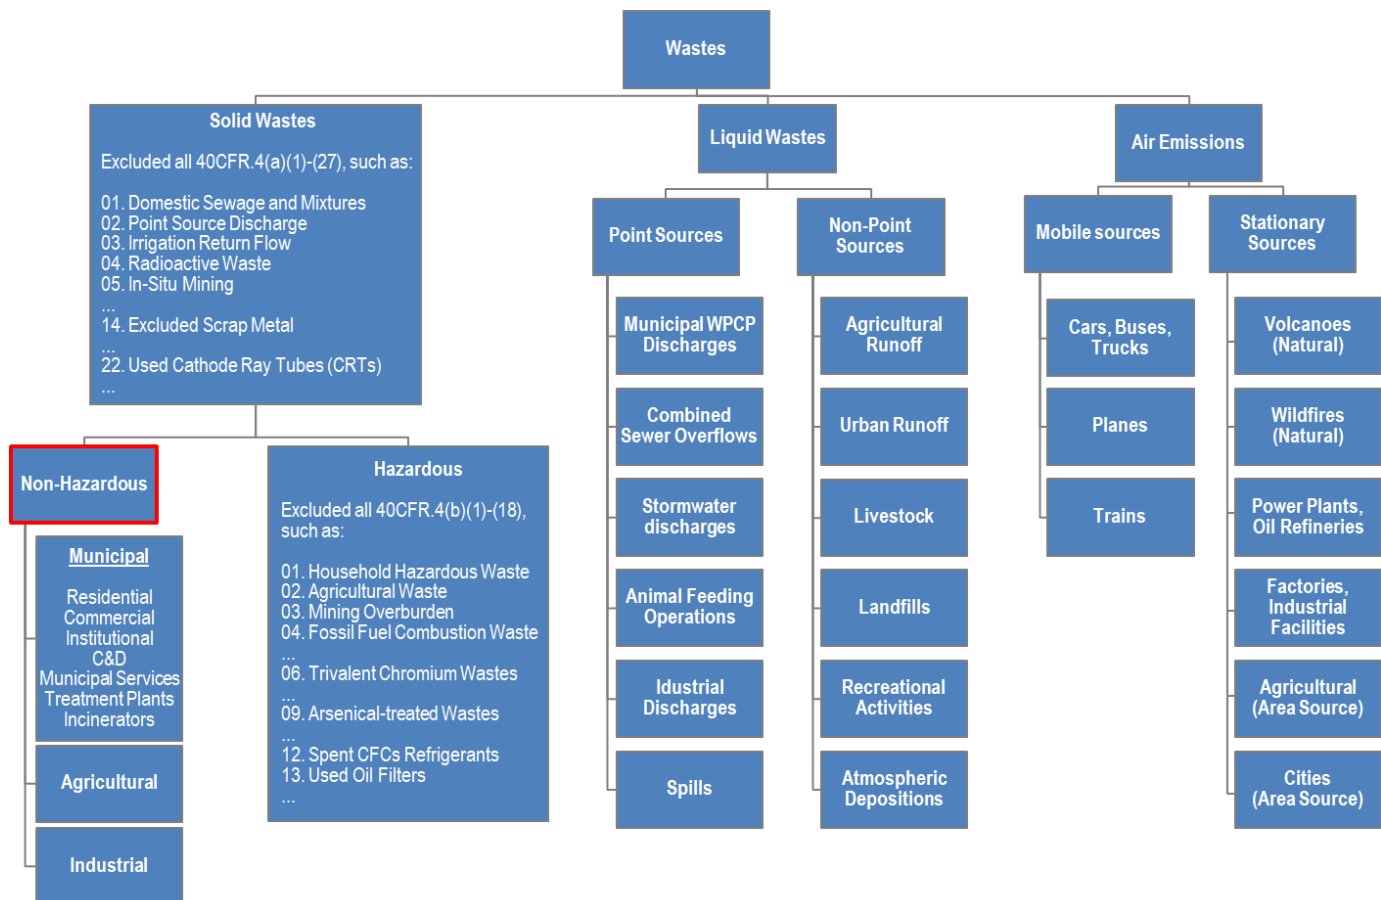 Wastes
Solid Wastes
Excluded all 40CFR.4(a)(1)-(27), such as:
01. Domestic Sewage and Mixtures
02. Point Source Discharge
03. Irrigation Return Flow
04. Radioactive Waste
05. In-Situ Mining
...
14. Excluded Scrap Metal
...
22. Used Cathode Ray Tubes (CRTs)
...
Non-Hazardous
Municipal
Residential
Commercial
Institutional
C&D
Municipal Services
Treatment Plants
Incinerators
Agricultural
Industrial
Hazardous
Excluded all 40CFR.4(b)(1)-(18),
such as:
01. Household Hazardous Waste
02. Agricultural Waste
03. Mining Overburden
04. Fossil Fuel Combustion Waste
...
06. Trivalent Chromium Wastes
...
09. Arsenical-treated Wastes
...
12. Spent CFCs Refrigerants
13. Used Oil Filters
...
Liquid Wastes
Point Sources
Municipal WPCP
Discharges
Combined
Sewer Overflows
Stormwater
discharges
Animal Feeding
Operations
Idustrial
Discharges
Spills
Non-Point
Sources
Agricultural
Runoff
Urban Runoff
Livestock
Landfills
Recreational
Activities
Atmospheric
Depositions
Air Emissions
Mobile sources
Cars, Buses,
Trucks
Planes
Trains
Stationary
Sources
Volcanoes
(Natural)
Wildfires
(Natural)
Power Plants,
Oil Refineries
Factories,
Industrial
Facilities
Agricultural
(Area Source)
Cities
(Area Source)